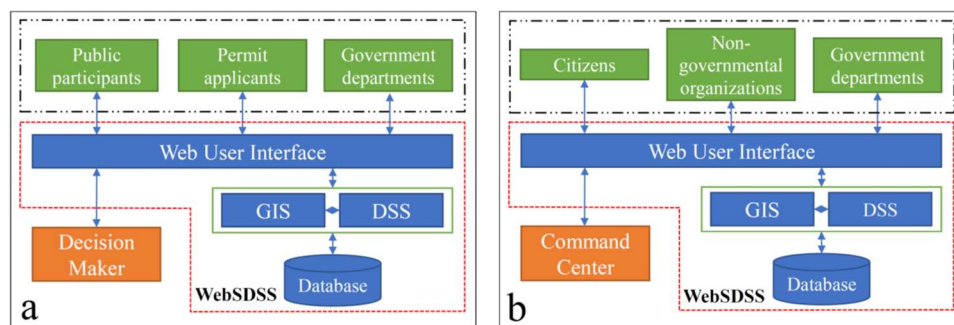 Public
participants
Permit
applicants
Government
departments
Web User Interface
GIS
DSS
Decision
Maker
Database
WebSDSS
a
Citizens
Non-
governmental
organizations
Government
departments
Web User Interface
GIS
DSS
Command
Center
Database
WebSDSS
b